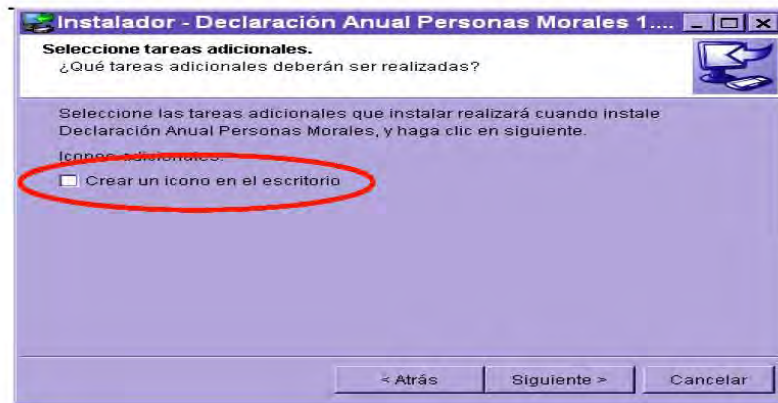 Instalador - Declaración Anual Personas Morales 1....
Seleccione tareas adicionales.
¿Qué tareas adicionales deberán ser realizadas?
Seleccione las tareas adicionales que instalar realizará cuando instale
Declaración Anual Personas Morales, y haga clic en siguiente.
Iconos adicionales:
Crear un icono en el escritorio
< Atrás
Siguiente >
Cancelar